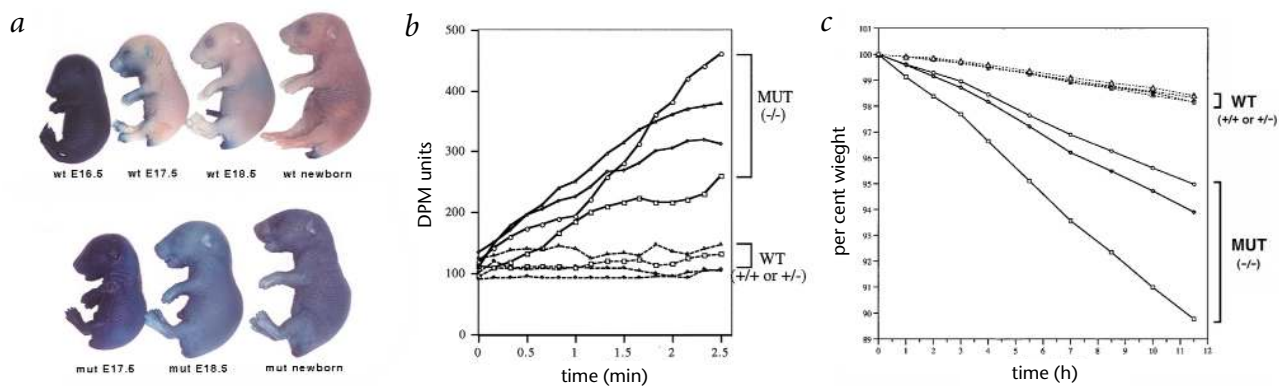 a
wt E16.5
wt E17.5
wt E18.5
wt newborn
mut E17.5
mut E18.5
mut newborn
b
500
400
300
200
100
0
DPM units
0
.5
1
1.5
2
2.5
time (min)
MUT
(-/-)
WT
(+/+ or +/-)
c
101
100
99
98
97
96
95
94
93
92
91
90
89
per cent wieght
0
1
2
3
4
5
6
7
8
9
10
11
12
time (h)
WT
(+/+ or +/-)
MUT
(-/-)